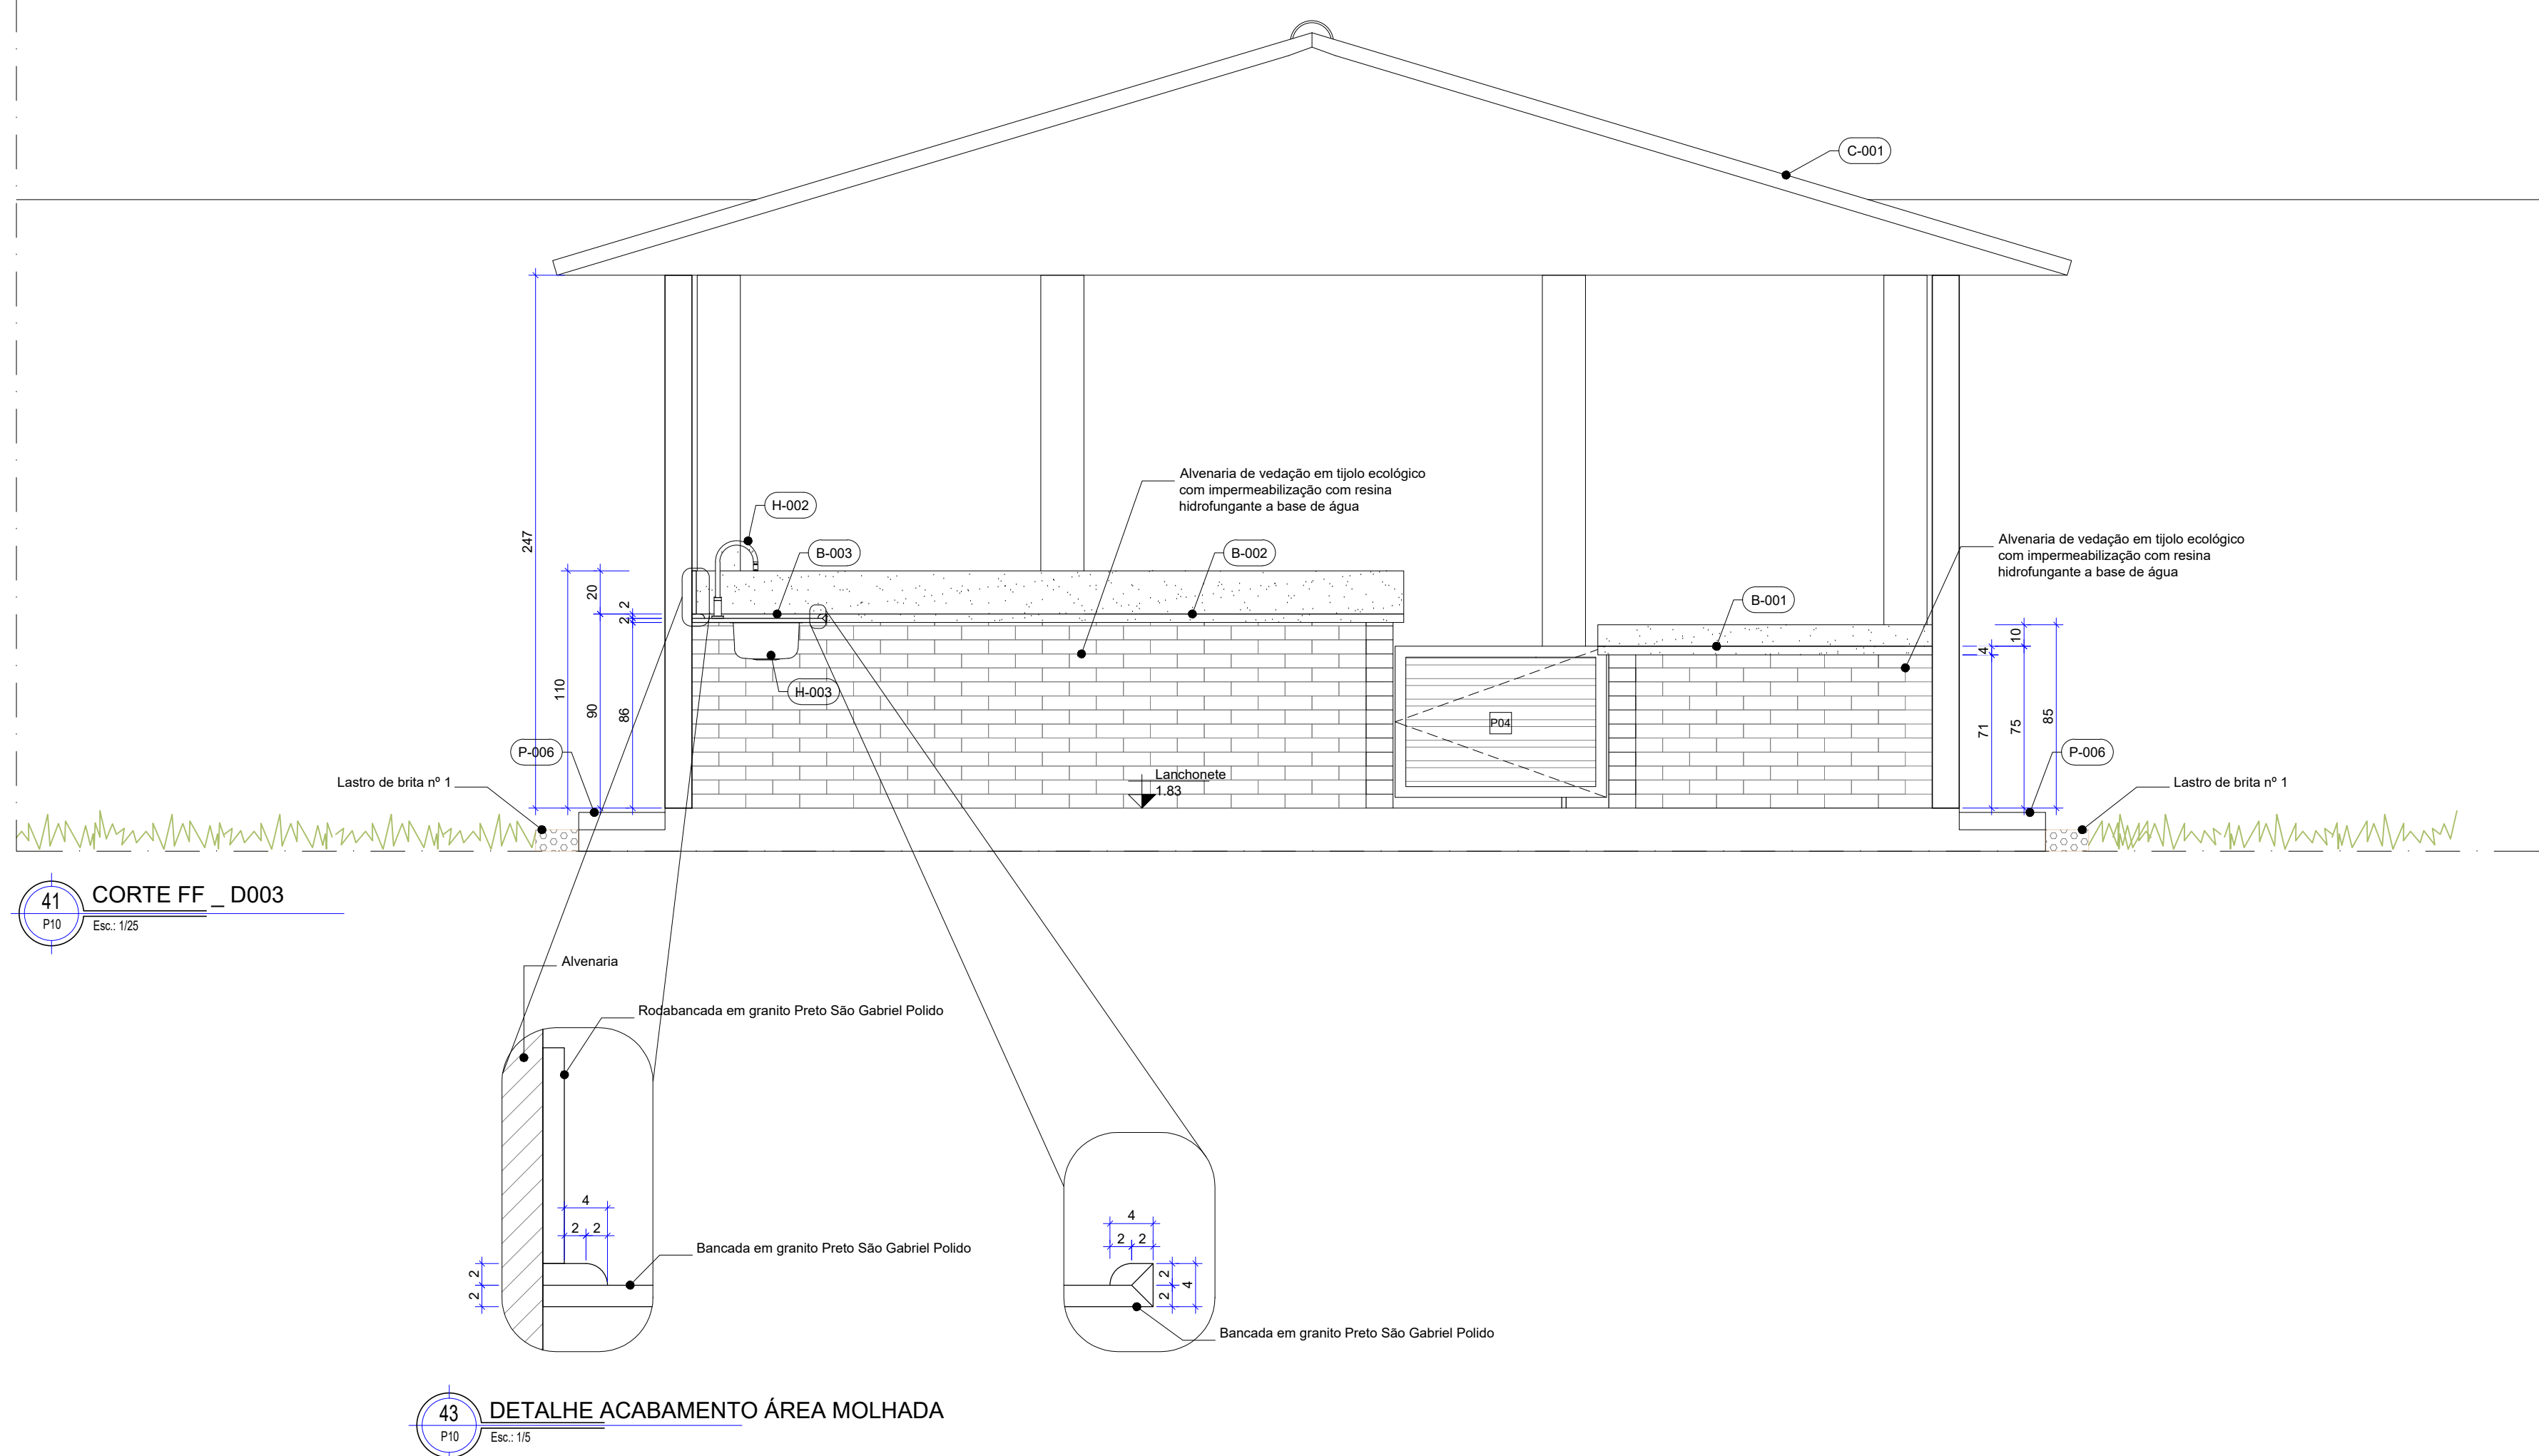 C-001
247
H-002
Alvenaria de vedação em tijolo ecológico
com impermeabilização com resina
hidrofungante a base de água
B-003
B-002
Alvenaria de vedação em tijolo ecológico
com impermeabilização com resina
hidrofungante a base de água
B-001
20
2
2
110
90
86
H-003
P04
10
4
71
75
85
P-006
P-006
Lanchonete
1.83
Lastro de brita nº 1
Lastro de brita nº 1
41
P10
CORTE FF _ D003
Esc.: 1/25
Alvenaria
Rodabancada em granito Preto São Gabriel Polido
4
2
2
Bancada em granito Preto São Gabriel Polido
2
2
4
2
2
2
2
4
Bancada em granito Preto São Gabriel Polido
43
P10
DETALHE ACABAMENTO ÁREA MOLHADA
Esc.: 1/5